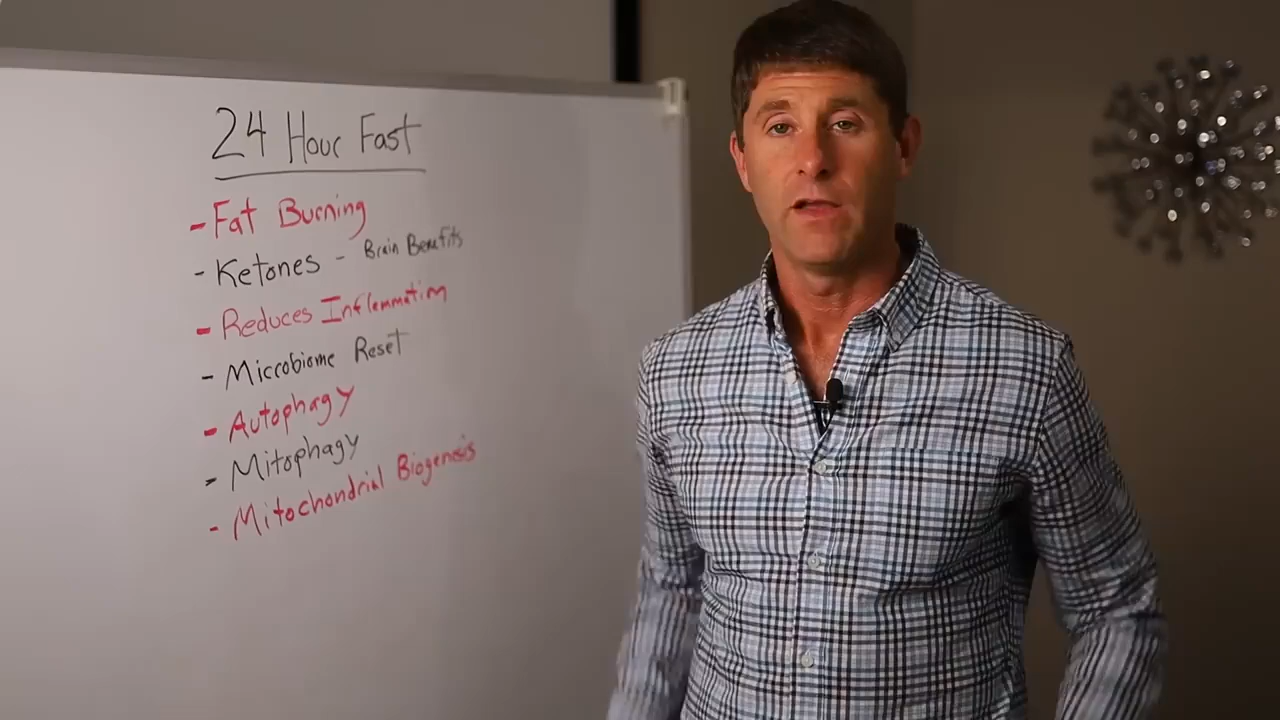 24 Hour Fast
- Fat Burning
- Ketones - Brain Benefits
- Reduces Inflammation
- Microbiome Reset
- Autophagy
- Mitophagy
- Mitochondrial Biogenesis